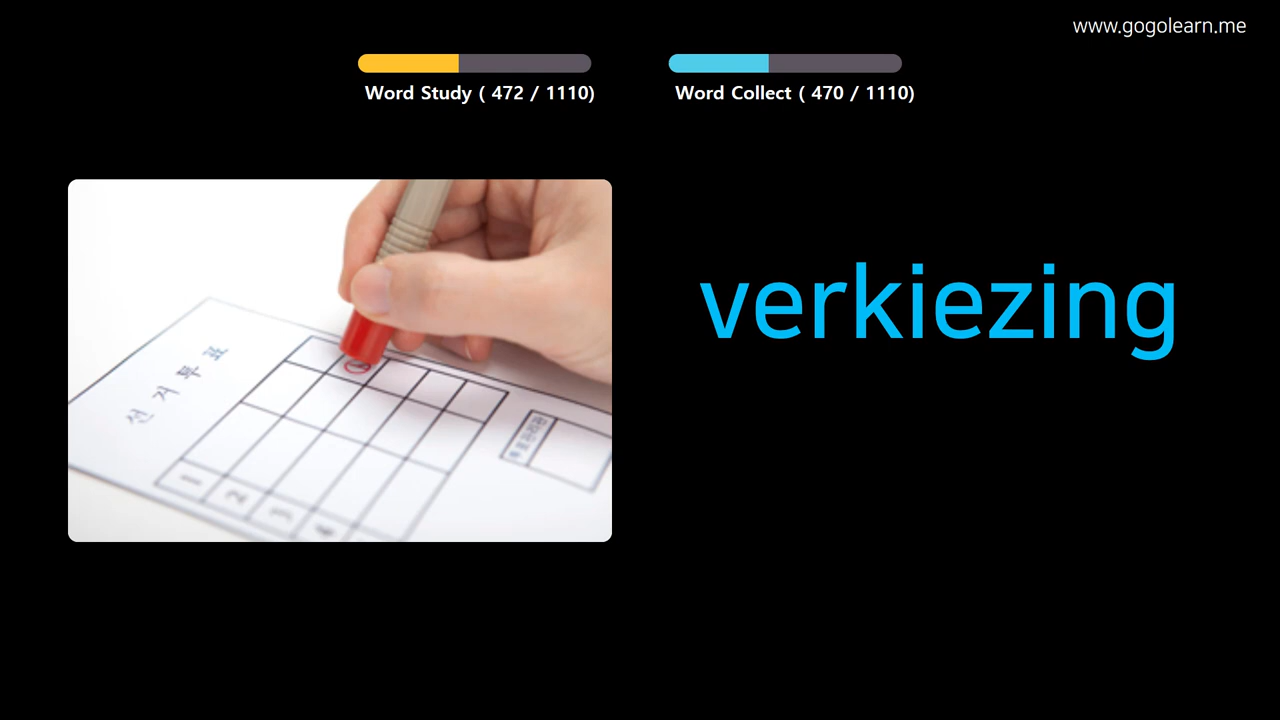 www.gogolearn.me
Word Study ( 472 / 1110)
Word Collect ( 470 / 1110)
verkiezing
선거투표
1
2
3
4